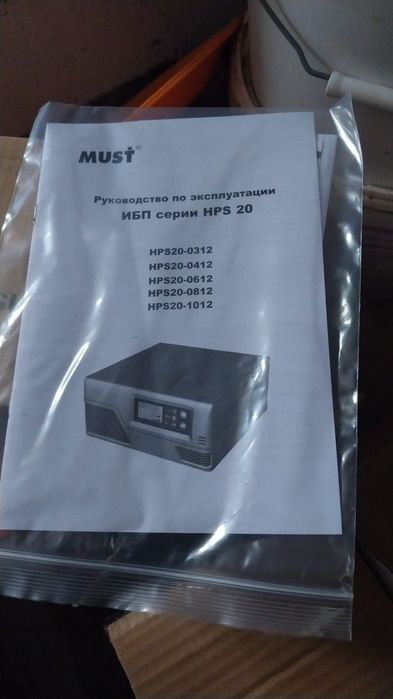 MUST®
Руководство по эксплуатации
ИБП серии HPS 20
HPS20-0312
HPS20-0412
HPS20-0612
HPS20-0812
HPS20-1012